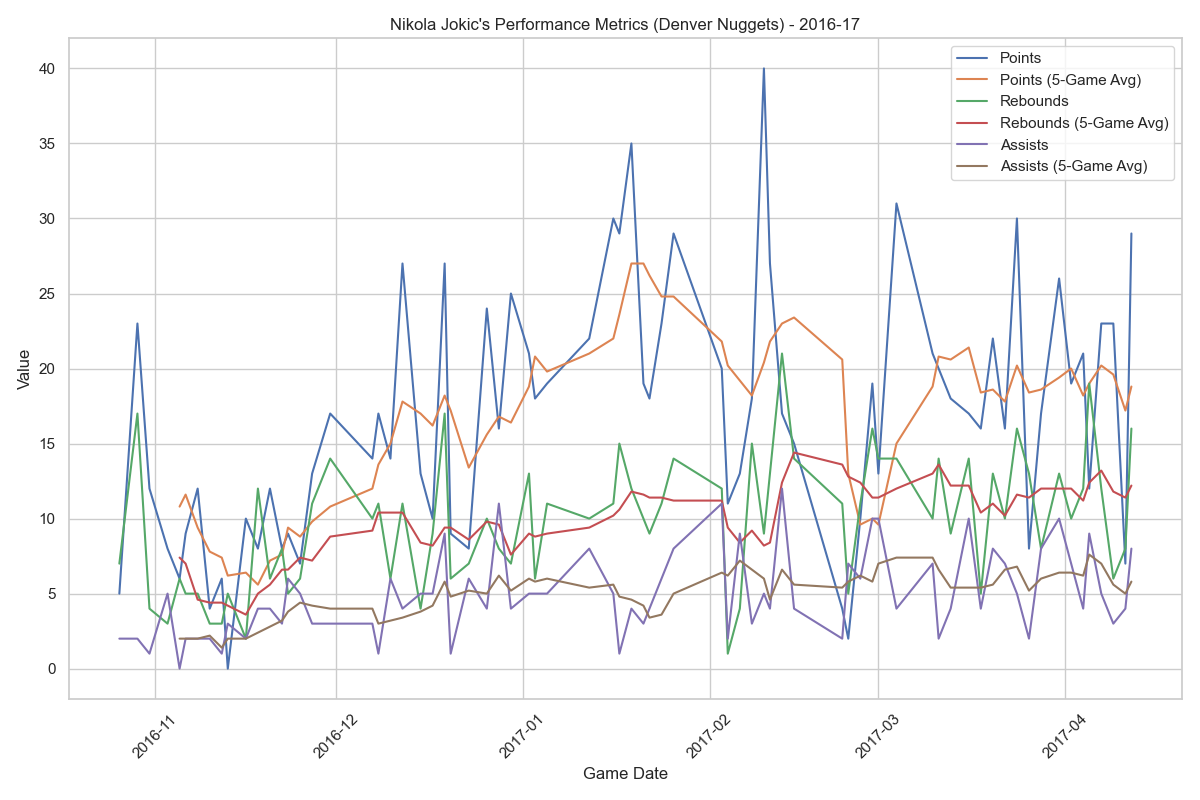 Nikola Jokic's Performance Metrics (Denver Nuggets) - 2016-17
Points
Points (5-Game Avg)
Rebounds
Rebounds (5-Game Avg)
Assists
Assists (5-Game Avg)
Value
40
35
30
25
20
15
10
5
0
2016-11
2016-12
2017-01
2017-02
2017-03
2017-04
Game Date